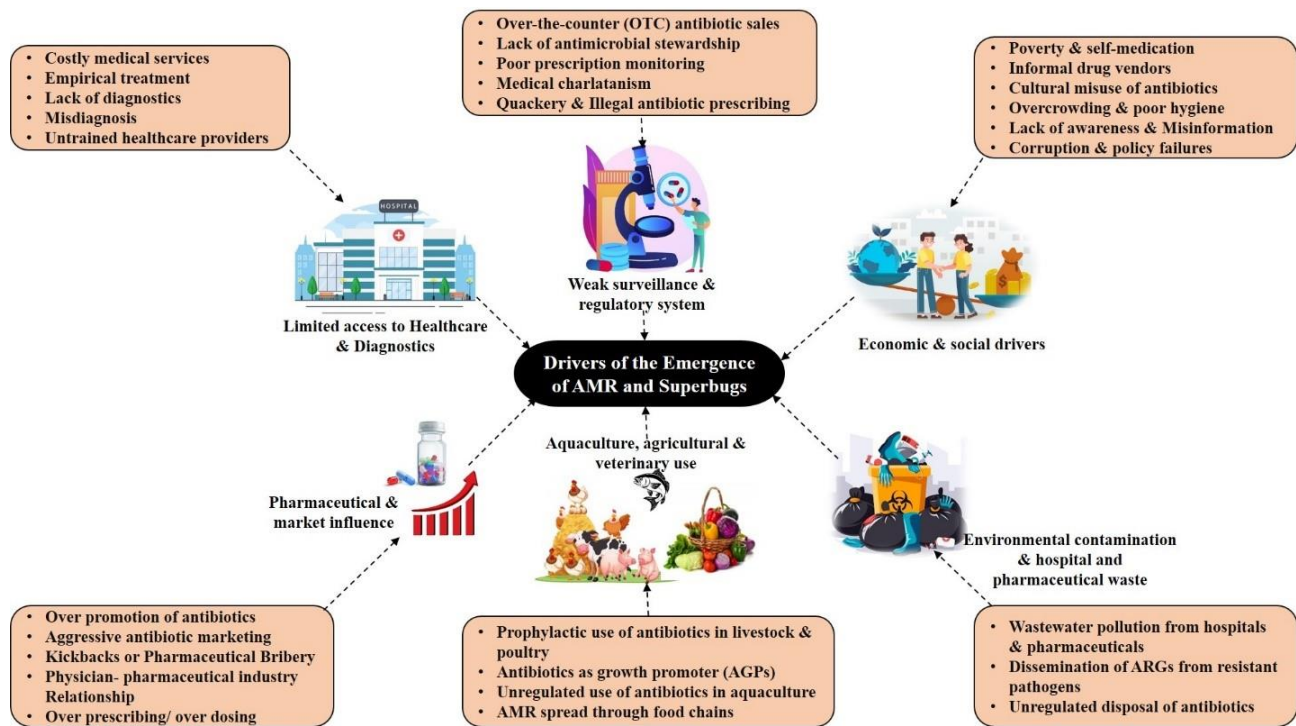 • Costly medical services
• Empirical treatment
• Lack of diagnostics
• Misdiagnosis
• Untrained healthcare providers
• Over-the-counter (OTC) antibiotic sales
• Lack of antimicrobial stewardship
• Poor prescription monitoring
• Medical charlatanism
• Quackery & Illegal antibiotic prescribing
• Poverty & self-medication
• Informal drug vendors
• Cultural misuse of antibiotics
• Overcrowding & poor hygiene
• Lack of awareness & Misinformation
• Corruption & policy failures
HOSPITAL
Limited access to Healthcare
& Diagnostics
Weak surveillance &
regulatory system
$
Economic & social drivers
Drivers of the Emergence
of AMR and Superbugs
Pharmaceutical &
market influence
Aquaculture, agricultural &
veterinary use
Environmental contamination
& hospital and
pharmaceutical waste
• Over promotion of antibiotics
• Aggressive antibiotic marketing
• Kickbacks or Pharmaceutical Bribery
• Physician- pharmaceutical industry
Relationship
• Over prescribing/ over dosing
• Prophylactic use of antibiotics in livestock &
poultry
• Antibiotics as growth promoter (AGPs)
• Unregulated use of antibiotics in aquaculture
• AMR spread through food chains
• Wastewater pollution from hospitals
& pharmaceuticals
• Dissemination of ARGs from resistant
pathogens
• Unregulated disposal of antibiotics